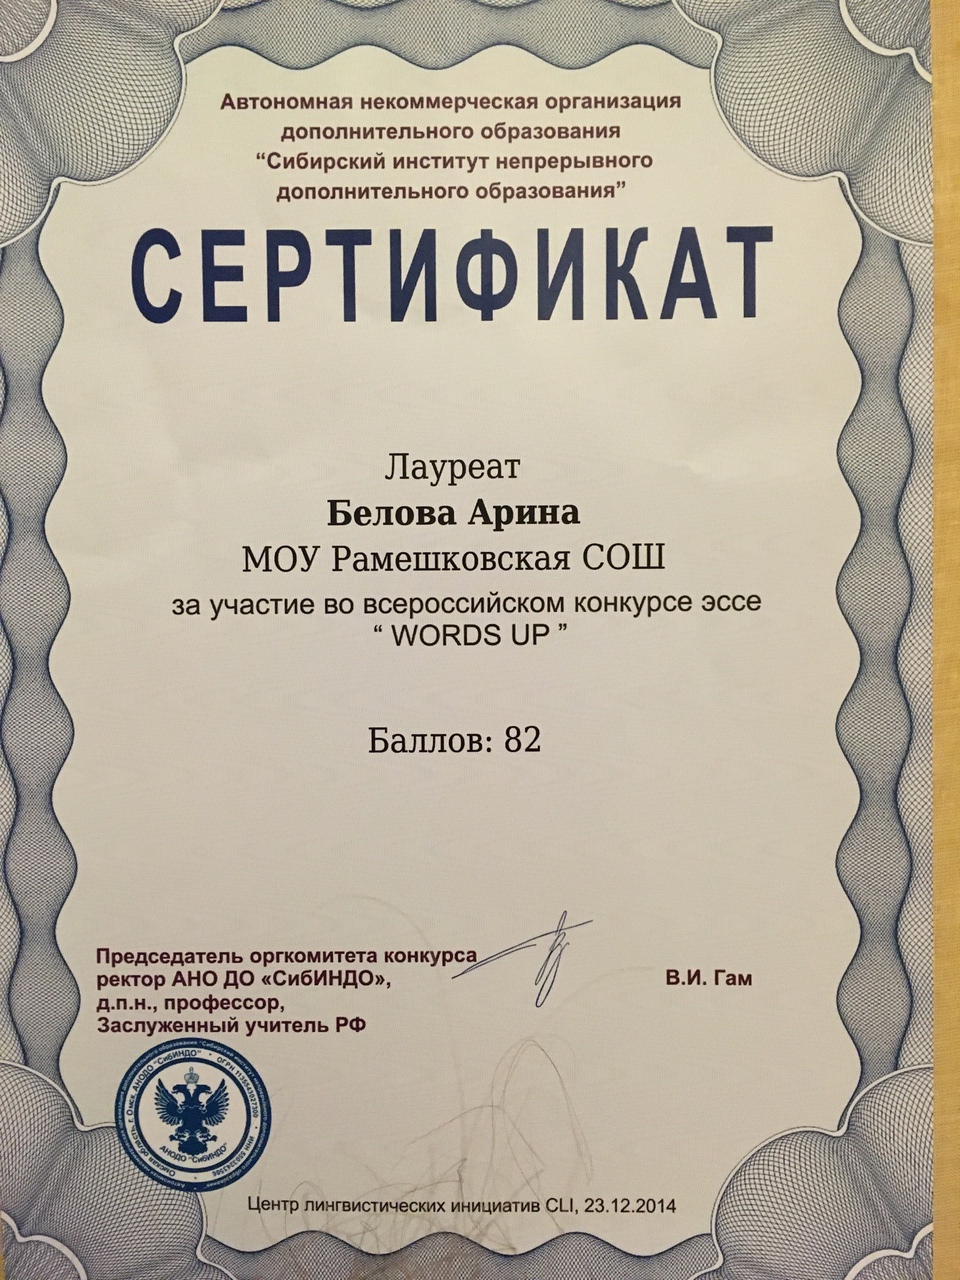 Автономная некоммерческая организация
дополнительного образования
“Сибирский институт непрерывного
дополнительного образования”
СЕРТИФИКАТ
Лауреат
Белова Арина
МОУ Рамешковская СОШ
за участие во всероссийском конкурсе эссе
“ WORDS UP ”
Баллов: 82
Председатель оргкомитета конкурса
ректор АНО ДО «СибИНДО»,
д.п.н., профессор,
Заслуженный учитель РФ
В.И. Гам
АНОДО "СибИНДО"
Центр лингвистических инициатив CLI, 23.12.2014